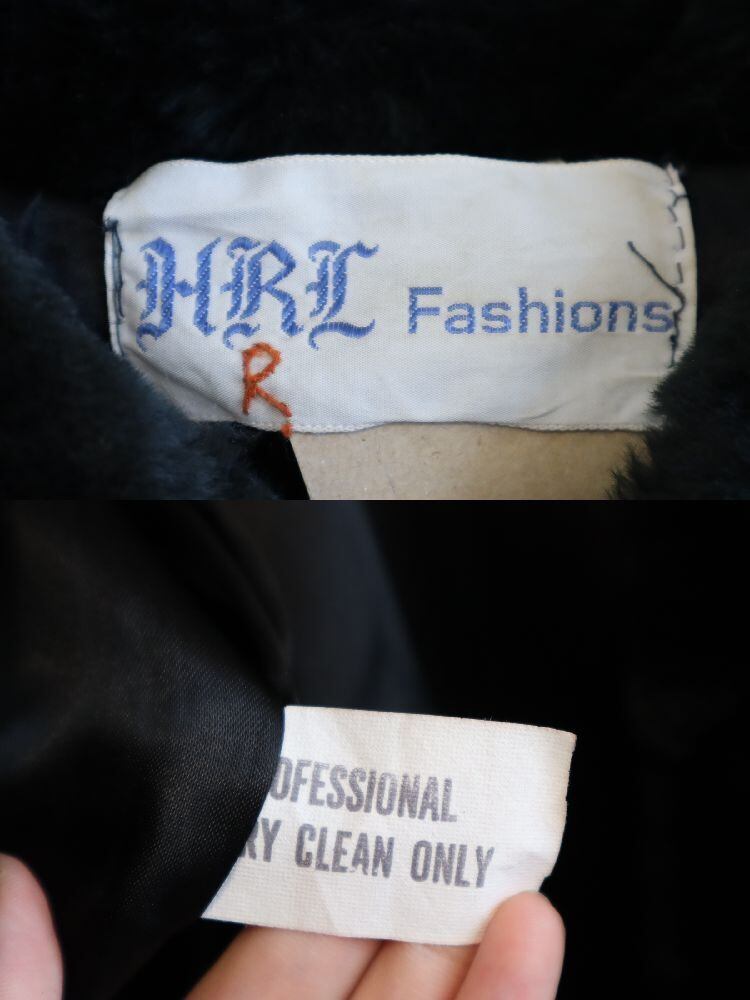 HRL Fashions
R.
OFESSIONAL
RY CLEAN ONLY